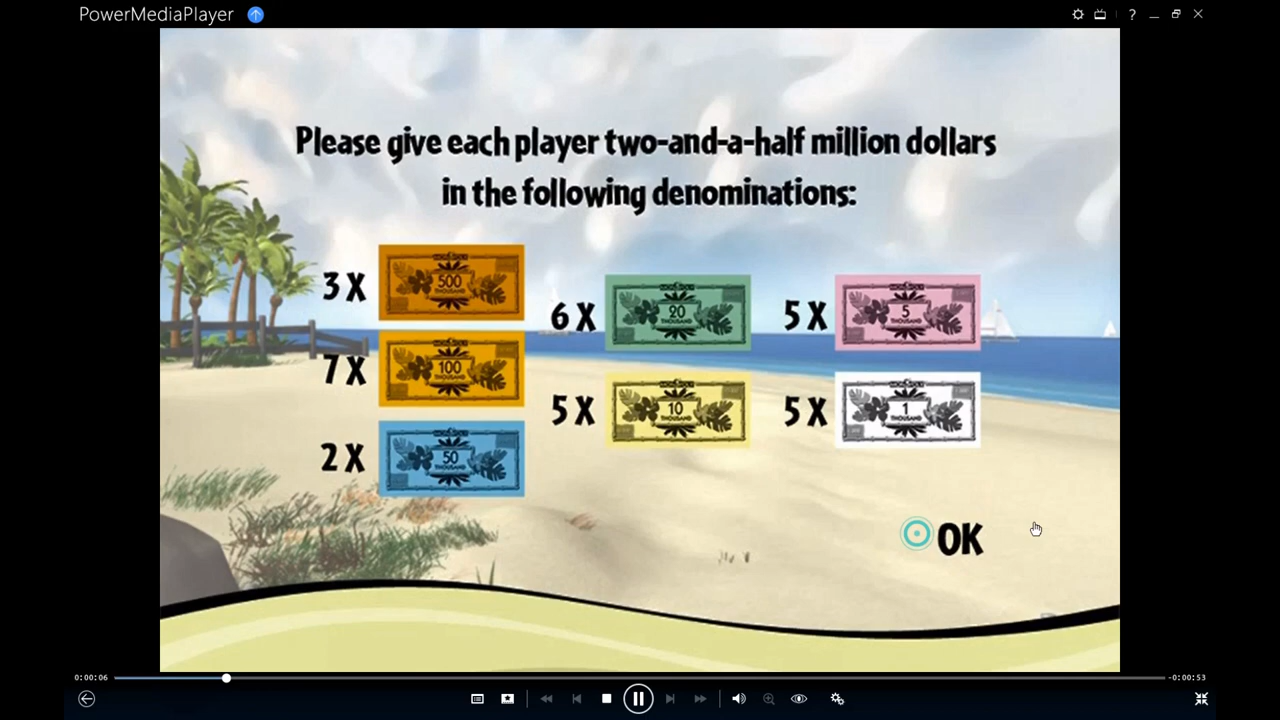 PowerMediaPlayer
?
Please give each player two-and-a-half million dollars
in the following denominations:
3 X
500
THOUSAND
7 X
100
THOUSAND
2 X
50
THOUSAND
6 X
20
THOUSAND
5 X
10
THOUSAND
5 X
5
THOUSAND
5 X
1
THOUSAND
OK
0:00:06
-0:00:53